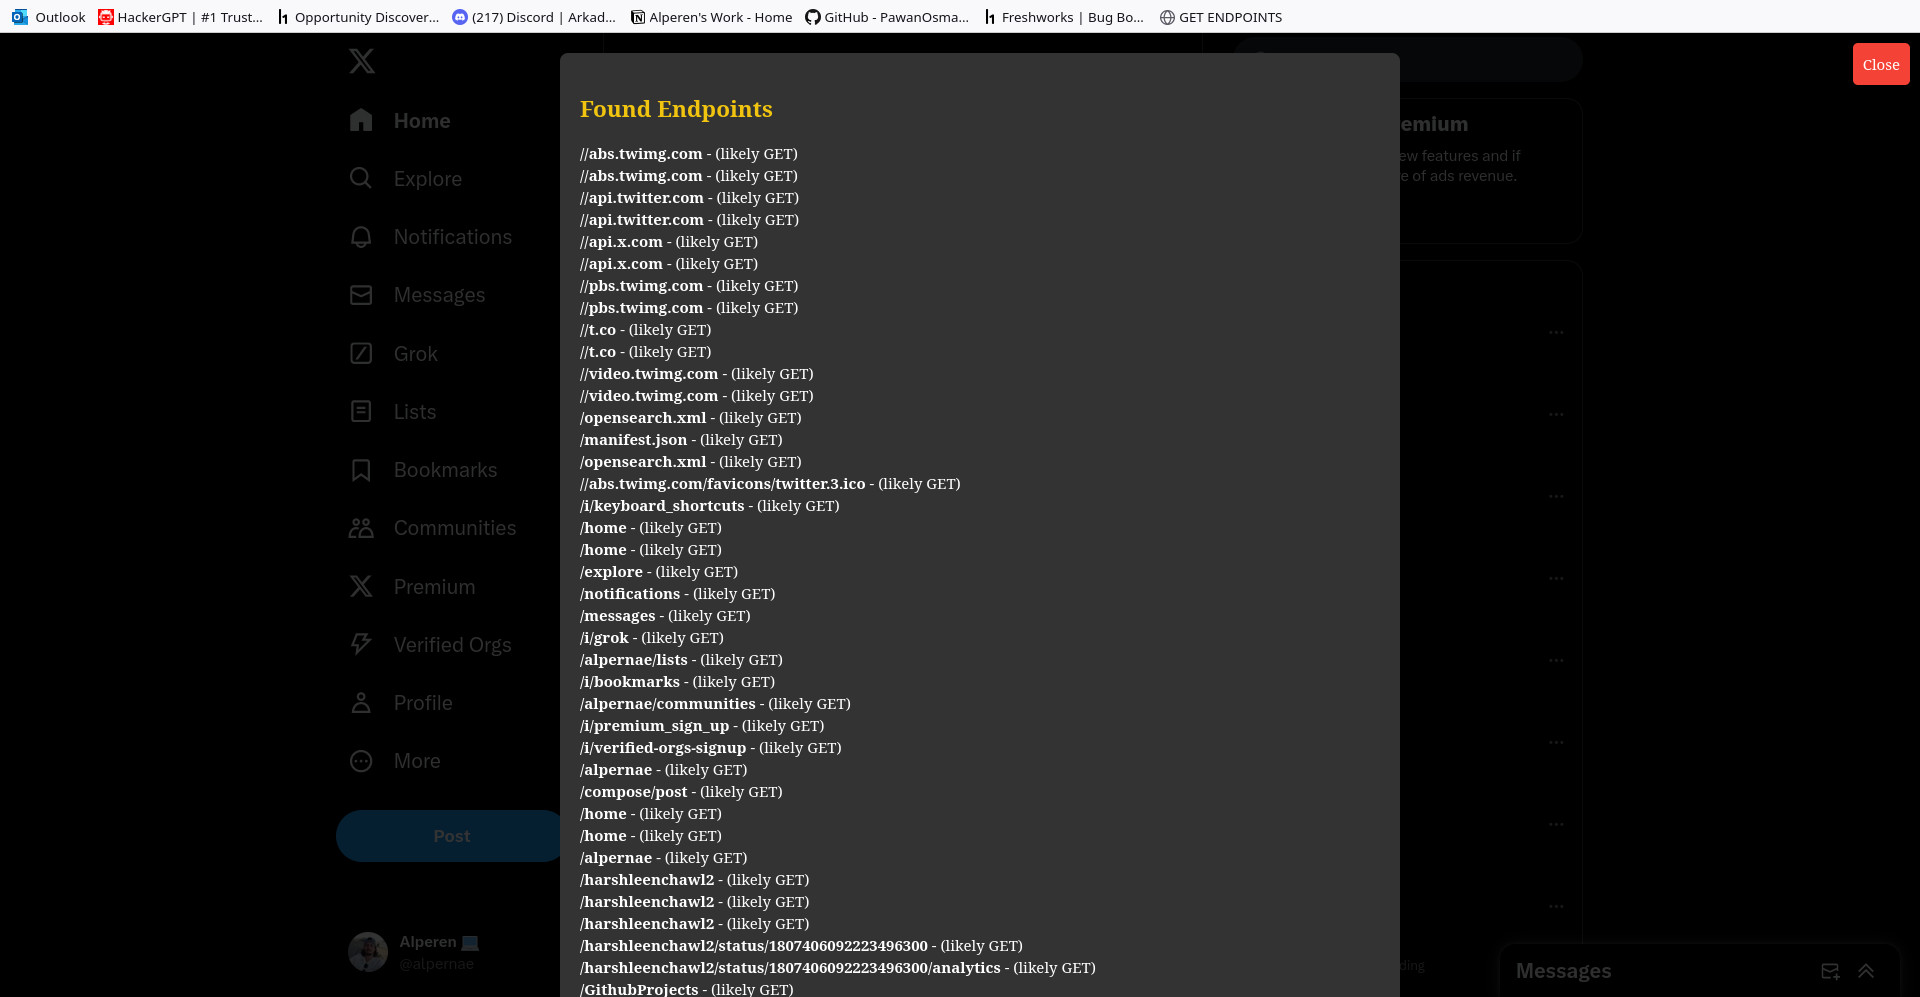 Outlook
HackerGPT | #1 Trust...
Opportunity Discover...
(217) Discord | Arkad...
Alperen's Work - Home
GitHub - PawanOsma...
Freshworks | Bug Bo...
GET ENDPOINTS
Close
Home
Explore
Notifications
Messages
Grok
Lists
Bookmarks
Communities
Premium
Verified Orgs
Profile
More
Post
Alperen
@alpernae
Found Endpoints
//abs.twimg.com - (likely GET)
//abs.twimg.com - (likely GET)
//api.twitter.com - (likely GET)
//api.twitter.com - (likely GET)
//api.x.com - (likely GET)
//api.x.com - (likely GET)
//pbs.twimg.com - (likely GET)
//pbs.twimg.com - (likely GET)
//t.co - (likely GET)
//t.co - (likely GET)
//video.twimg.com - (likely GET)
//video.twimg.com - (likely GET)
/opensearch.xml - (likely GET)
/manifest.json - (likely GET)
/opensearch.xml - (likely GET)
//abs.twimg.com/favicons/twitter.3.ico - (likely GET)
/i/keyboard_shortcuts - (likely GET)
/home - (likely GET)
/home - (likely GET)
/explore - (likely GET)
/notifications - (likely GET)
/messages - (likely GET)
/i/grok - (likely GET)
/alpernae/lists - (likely GET)
/i/bookmarks - (likely GET)
/alpernae/communities - (likely GET)
/i/premium_sign_up - (likely GET)
/i/verified-orgs-signup - (likely GET)
/alpernae - (likely GET)
/compose/post - (likely GET)
/home - (likely GET)
/home - (likely GET)
/alpernae - (likely GET)
/harshleenchawl2 - (likely GET)
/harshleenchawl2 - (likely GET)
/harshleenchawl2 - (likely GET)
/harshleenchawl2/status/1807406092223496300 - (likely GET)
/harshleenchawl2/status/1807406092223496300/analytics - (likely GET)
/GithubProjects - (likely GET)
emium
ew features and if
e of ads revenue.
ding
Messages